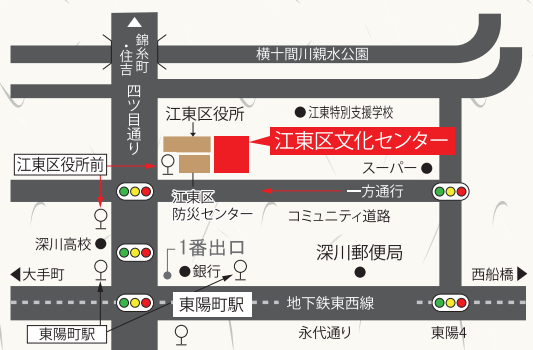 錦糸町
・住吉
四ツ目通り
横十間川親水公園
江東区役所
江東特別支援学校
江東区文化センター
江東区役所前
スーパー
江東区
防災センター
一方通行
コミュニティ道路
深川高校
1番出口
深川郵便局
大手町
銀行
西船橋
東陽町駅
地下鉄東西線
東陽町駅
永代通り
東陽4